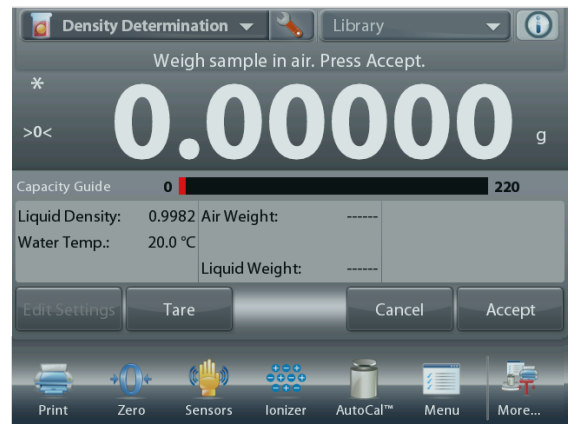 Density Determination Library
Weigh sample in air. Press Accept.
*
>0< 0.00000 g
Capacity Guide 0 220
Liquid Density: 0.9982 Air Weight: ------
Water Temp.: 20.0 °C
Liquid Weight: ------
Edit Settings Tare Cancel Accept
Print Zero Sensors Ionizer AutoCal™ Menu More...